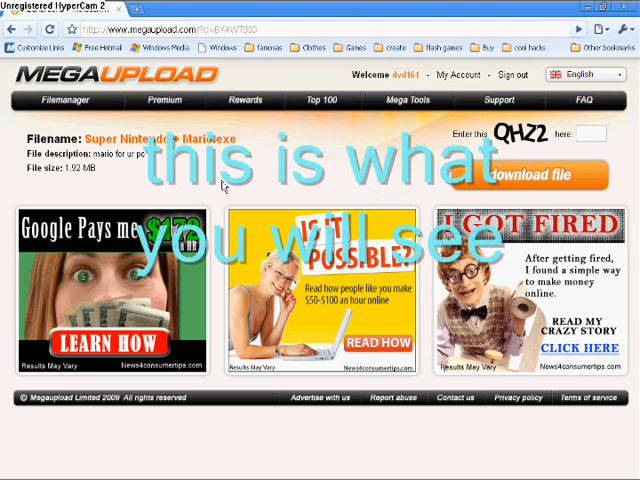 Unregistered HyperCam 2
http://www.megaupload.com/?d=BYAWT9I0
Customize Links Free Hotmail Windows Media Windows famosas Clothes Games create flash games Buy cool hacks Other bookmarks
MEGAUPLOAD
Welcome dvd161 - My Account - Sign out English
Filemanager Premium Rewards Top 100 Mega Tools Support FAQ
Filename: Super Nintendo + Mario.exe
Enter this QHZ2 here:
File description: mario for ur pc
File size: 1.92 MB
download file
this is what
you will see
Google Pays me $173
an HR
LEARN HOW
Results May Vary News4consumertips.com
IS IT
POSSIBLE?
Read how people like you make
$50-$100 an hour online
READ HOW
Results May Vary News4consumertips.com
I GOT FIRED
After getting fired,
I found a simple way
to make money
online.
READ MY
CRAZY STORY
CLICK HERE
Results May Vary News4consumertips.com
© Megaupload Limited 2009 All rights reserved Advertise with us Report abuse Contact us Privacy policy Terms of service